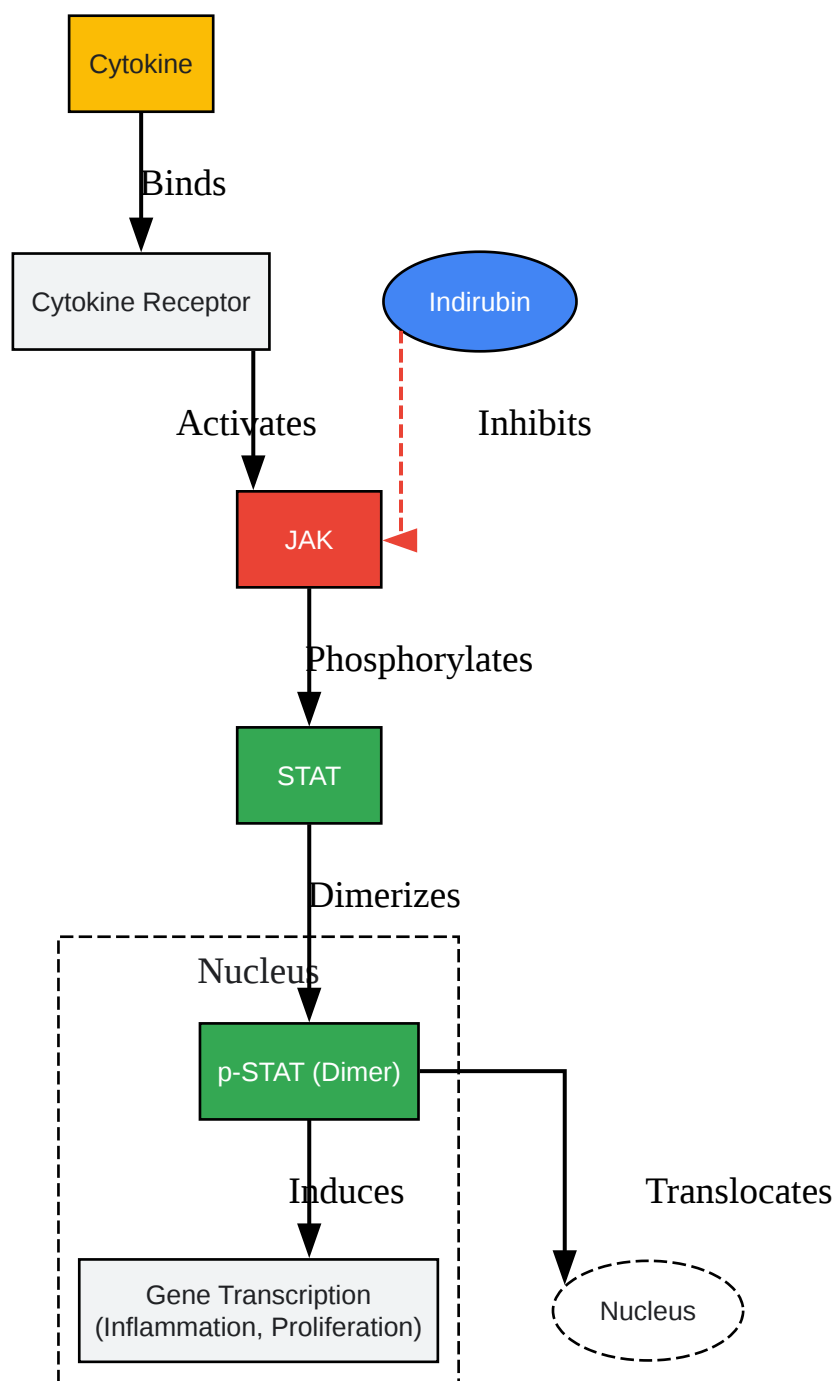 Cytokine
Binds
Cytokine Receptor
Indirubin
Activates
Inhibits
JAK
Phosphorylates
STAT
Dimerizes
Nucleus
p-STAT (Dimer)
Induces
Translocates
Gene Transcription
(Inflammation, Proliferation)
Nucleus